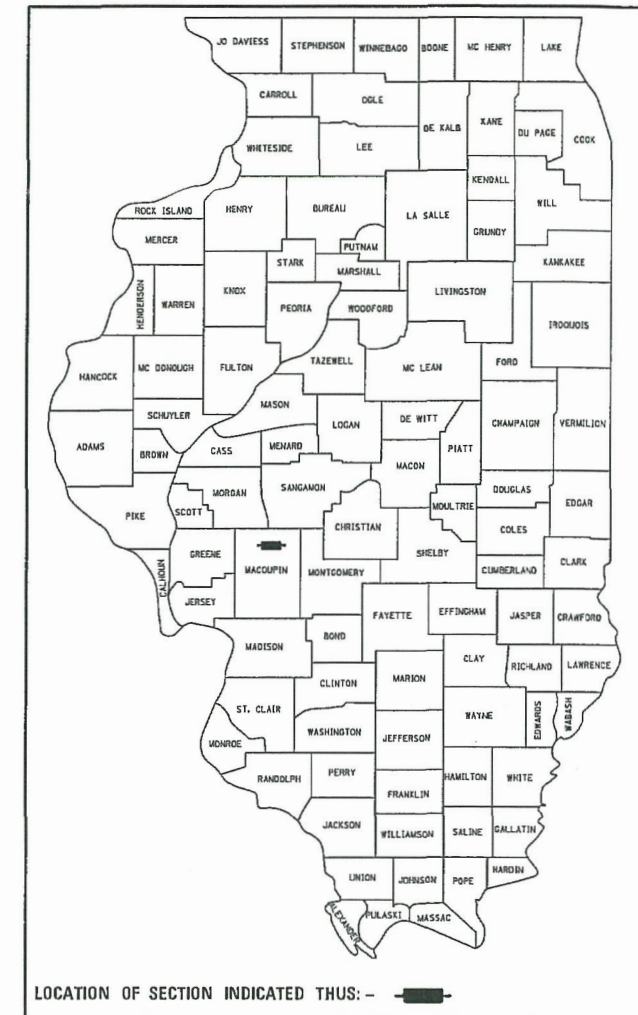 JO DAVIESS STEPHENSON WINNEBAGO BOONE MC HENRY LAKE
CARROLL OGLE DE KALB KANE DU PAGE COOK
WHITESIDE LEE KENDALL WILL
ROCK ISLAND HENRY BUREAU LA SALLE GRUNDY
MERCER PUTNAM KANKAKEE
HENDERSON WARREN KNOX STARK MARSHALL LIVINGSTON
PEORIA WOODFORD IROQUOIS
HANCOCK MC DONOUGH FULTON TAZEWELL MC LEAN FORD
SCHUYLER MASON LOGAN DE WITT CHAMPAIGN VERMILION
ADAMS BROWN CASS MENARD MACON PIATT
PIKE SCOTT MORGAN SANGAMON CHRISTIAN MOULTRIE DOUGLAS EDGAR
COLES
CALHOUN GREENE MACOUPIN MONTGOMERY SHELBY CUMBERLAND CLARK
JERSEY FAYETTE EFFINGHAM JASPER CRAWFORD
MADISON BOND CLAY RICHLAND LAWRENCE
CLINTON MARION
ST. CLAIR WAYNE EDWARDS WABASH
MONROE WASHINGTON JEFFERSON
RANDOLPH PERRY HAMILTON WHITE
FRANKLIN
JACKSON WILLIAMSON SALINE GALLATIN
UNION JOHNSON POPE HARDIN
ALEXANDER PULASKI MASSAC
LOCATION OF SECTION INDICATED THUS: -